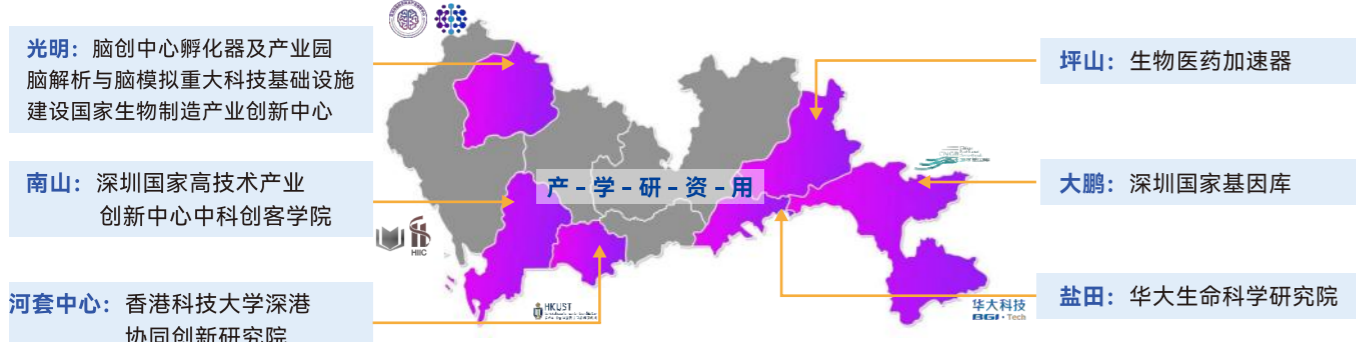 光明：脑创中心孵化器及产业园
脑解析与脑模拟重大科技基础设施
建设国家生物制造产业创新中心
南山：深圳国家高技术产业
创新中心中科创客学院
HIIC
河套中心：香港科技大学深港
协同创新研究院
产-学-研-资-用
HKUST
坪山：生物医药加速器
大鹏：深圳国家基因库
盐田：华大生命科学研究院
华大科技
BGI·Tech